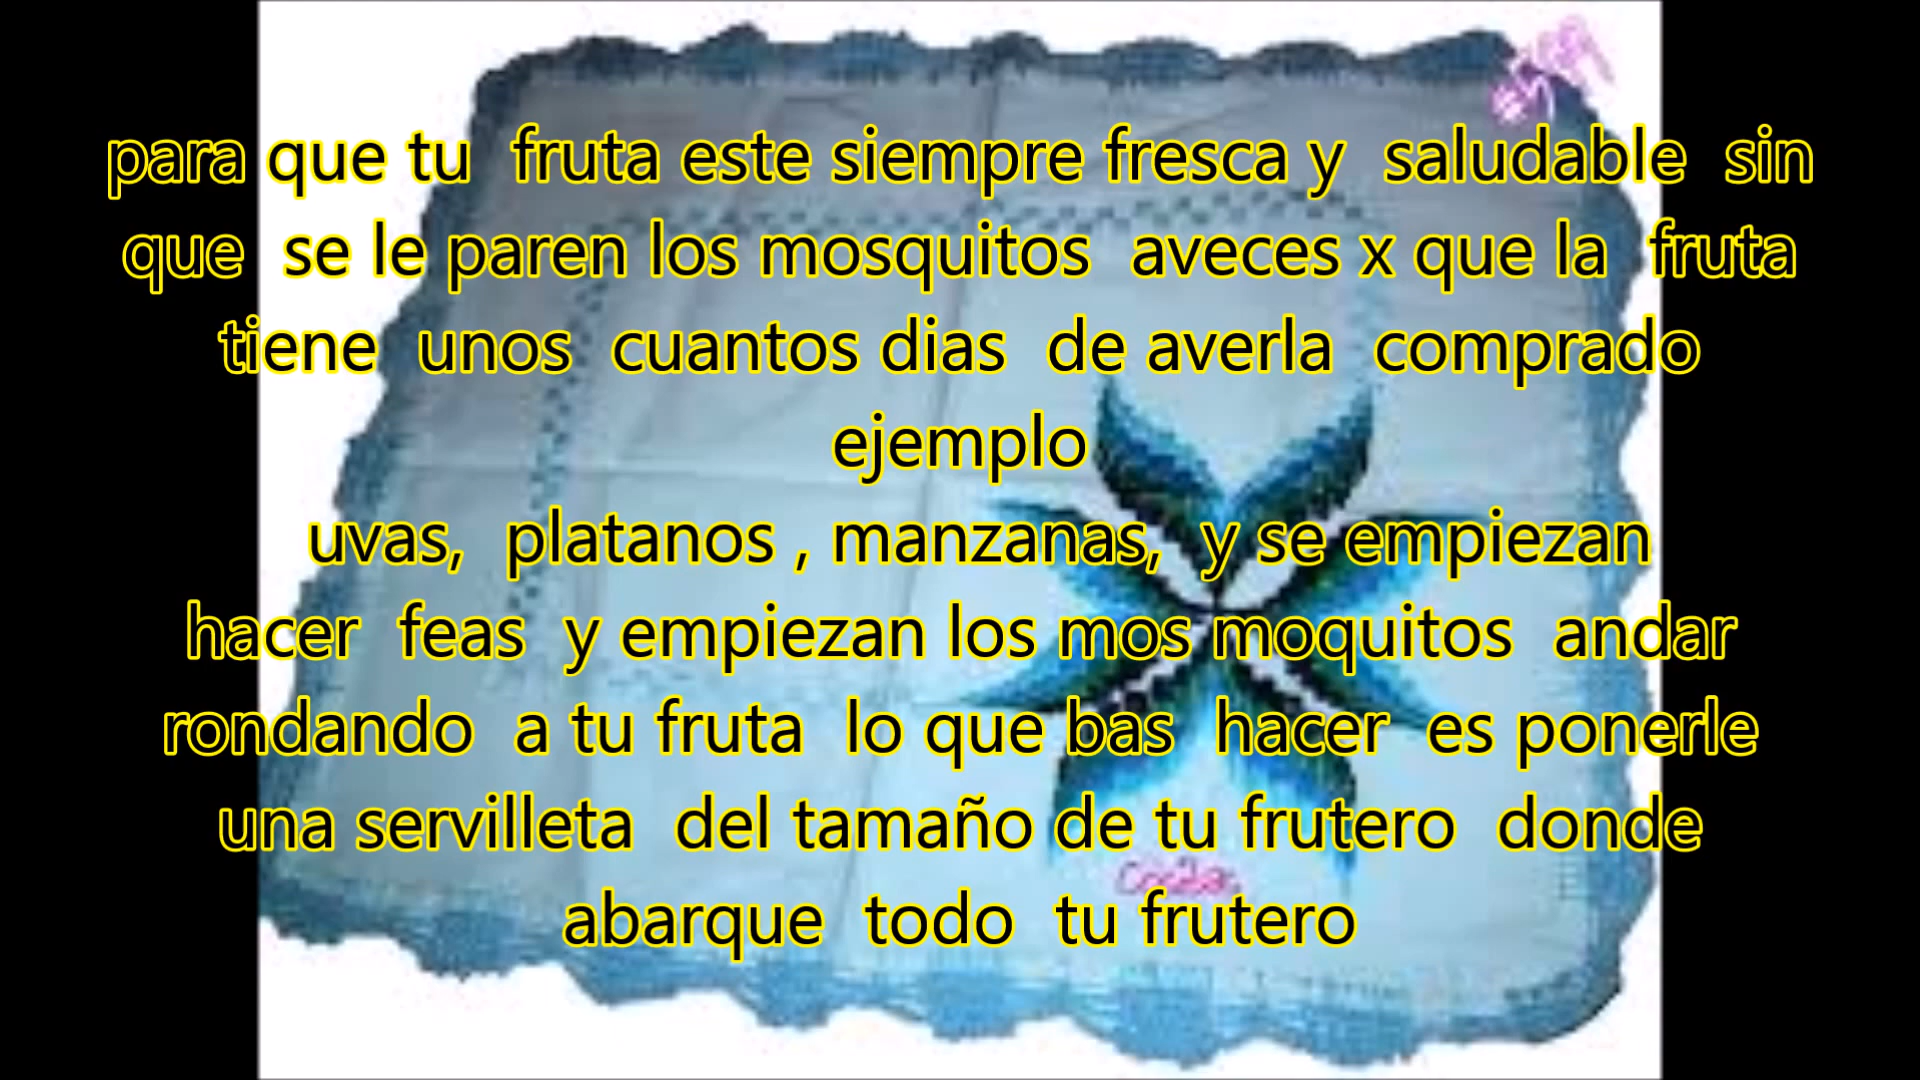 para que tu fruta este siempre fresca y saludable sin
que se le paren los mosquitos aveces x que la fruta
tiene unos cuantos dias de averla comprado
ejemplo
uvas, platanos , manzanas, y se empiezan
hacer feas y empiezan los mos moquitos andar
rondando a tu fruta lo que bas hacer es ponerle
una servilleta del tamaño de tu frutero donde
abarque todo tu frutero